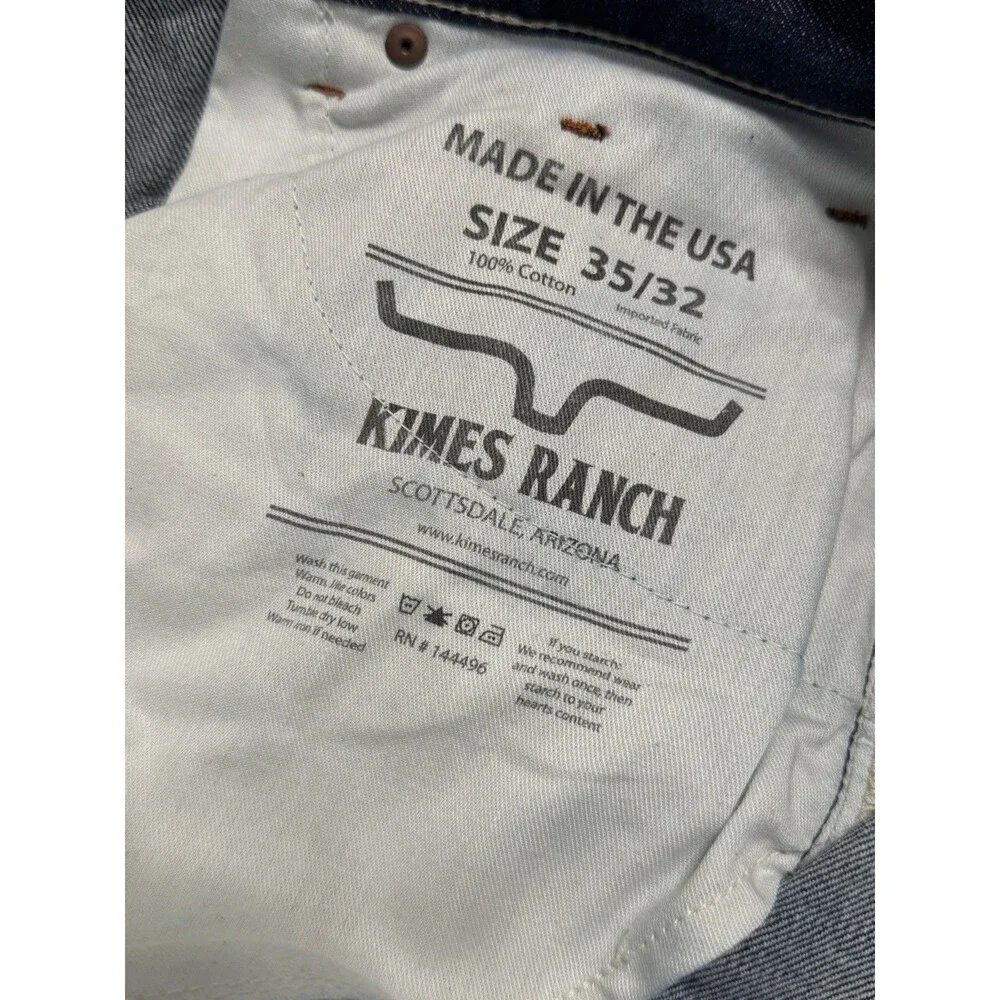 MADE IN THE USA
SIZE 35/32
100% Cotton Imported Fabric
KIMES RANCH
SCOTTSDALE, ARIZONA
www.kimesranch.com
Wash this garment
Warm, like colors
Do not bleach
Tumble dry low
Warm iron if needed
RN # 144496
If you starch:
We recommend wear
and wash once, then
starch to your
hearts content